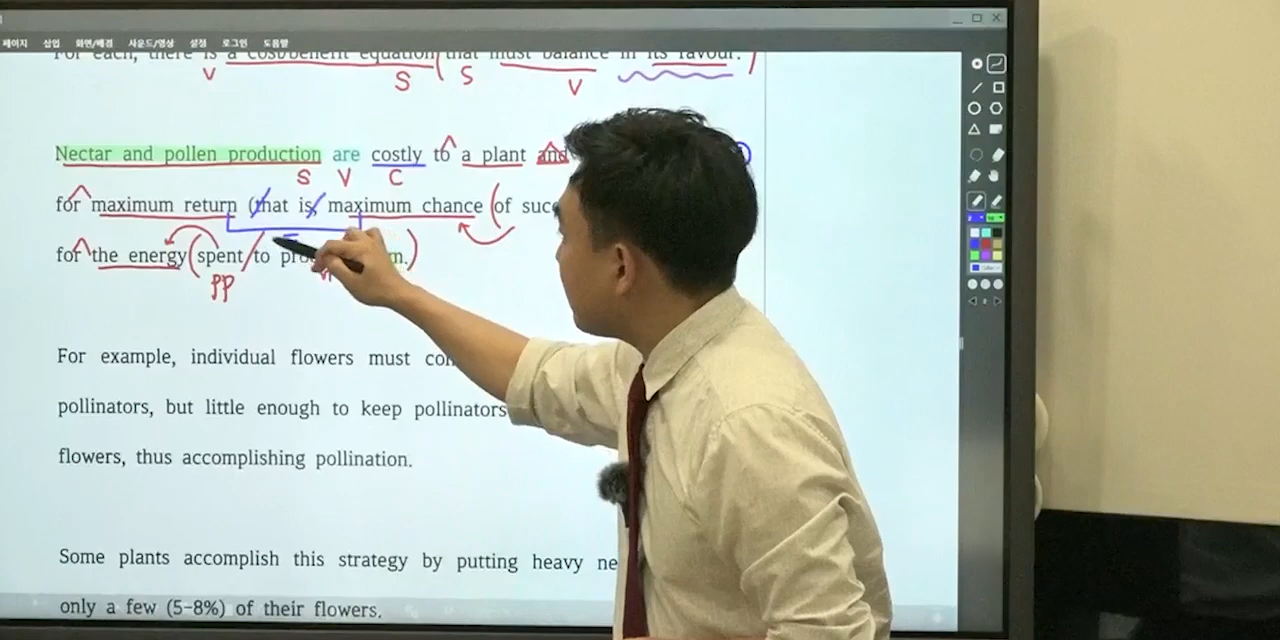 페이지 삽입 화면/배경 사운드/영상 설정 로그인 도움말
For each, there is a cost/benefit equation (that must balance in its favour.)
V S S V
Nectar and pollen production are costly to a plant and
S V C
for maximum return (that is maximum chance (of
for the energy (spent / to
pp
For example, individual flowers must
pollinators, but little enough to keep pollinators
flowers, thus accomplishing pollination.
Some plants accomplish this strategy by putting heavy
only a few (5-8%) of their flowers.